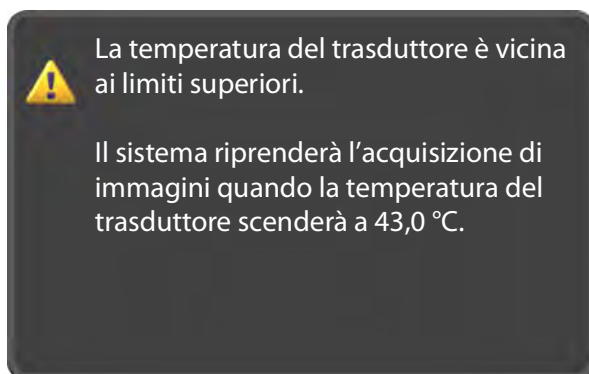 La temperatura del trasduttore è vicina
ai limiti superiori.
Il sistema riprenderà l’acquisizione di
immagini quando la temperatura del
trasduttore scenderà a 43,0 °C.